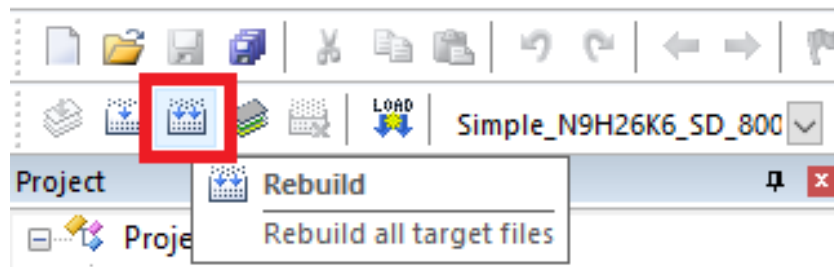 LOAD
Simple_N9H26K6_SD_800
Project
Rebuild
Proje
Rebuild all target files